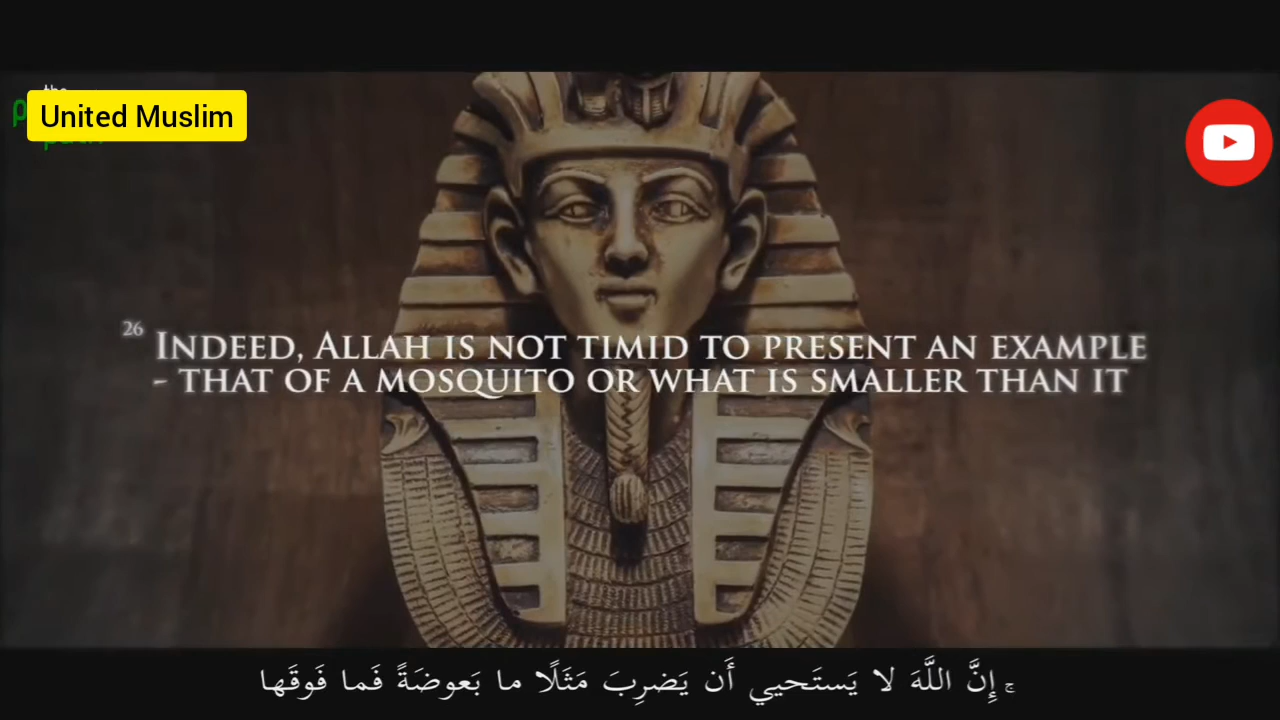 the
United Muslim
26 INDEED, ALLAH IS NOT TIMID TO PRESENT AN EXAMPLE
- THAT OF A MOSQUITO OR WHAT IS SMALLER THAN IT
ۚ إِنَّ اللَّهَ لا يَستَحيي أَن يَضرِبَ مَثَلًا ما بَعوضَةً فَما فَوقَها